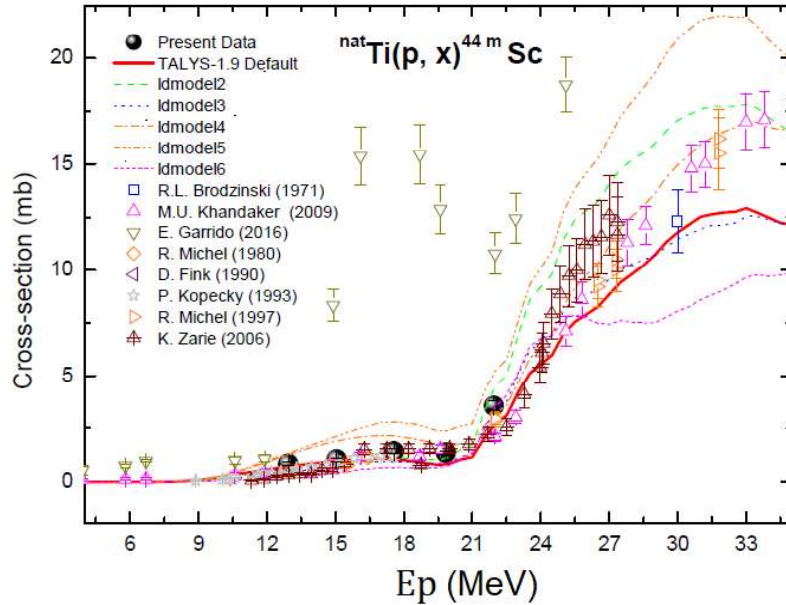 nat Ti(p, x) 44 m Sc
Present Data
TALYS-1.9 Default
ldmodel2
ldmodel3
ldmodel4
ldmodel5
ldmodel6
R.L. Brodzinski (1971)
M.U. Khandaker (2009)
E. Garrido (2016)
R. Michel (1980)
D. Fink (1990)
P. Kopecky (1993)
R. Michel (1997)
K. Zarie (2006)
Cross-section (mb)
20
15
10
5
0
6 9 12 15 18 21 24 27 30 33
Ep (MeV)